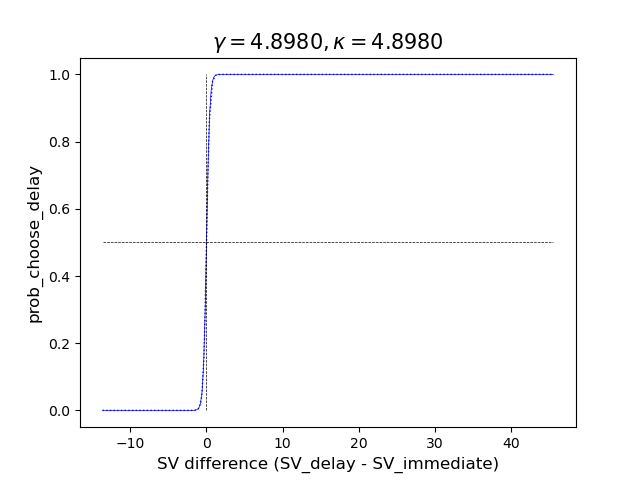 γ = 4.8980, κ = 4.8980
1.0
0.8
0.6
0.4
0.2
0.0
prob_choose_delay
−10 0 10 20 30 40
SV difference (SV_delay - SV_immediate)